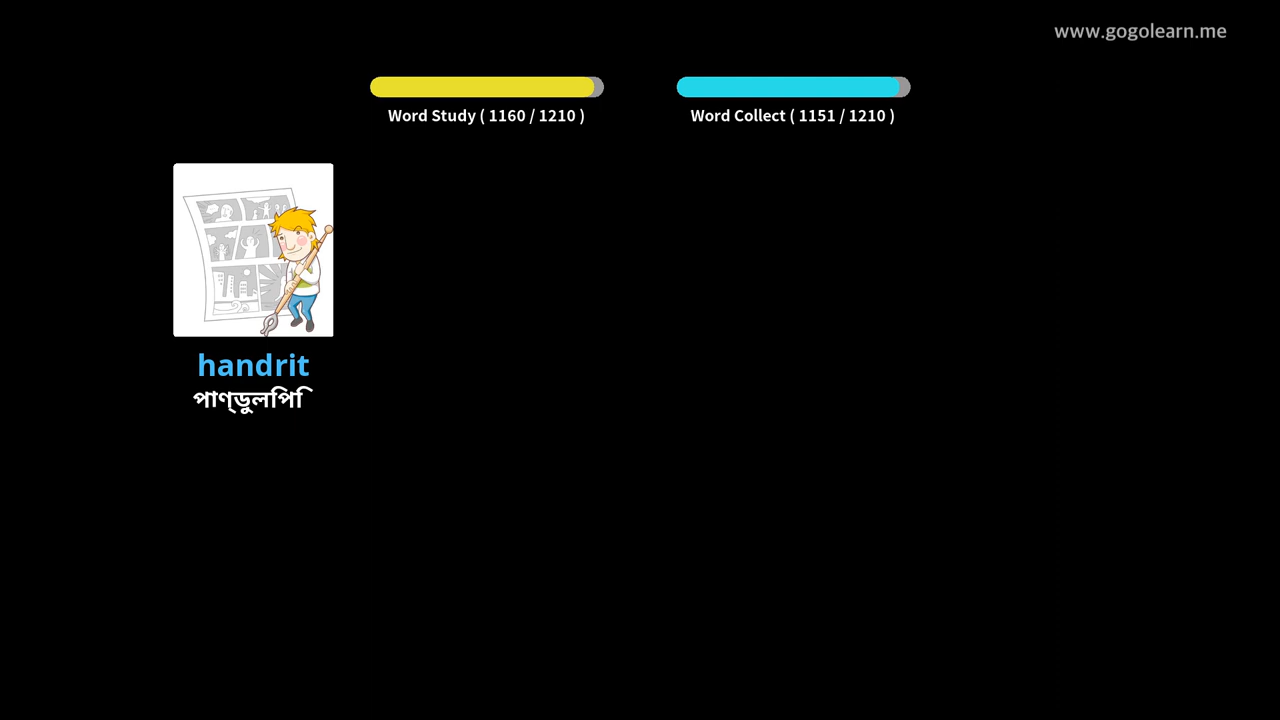 www.gogolearn.me
Word Study ( 1160 / 1210 )
Word Collect ( 1151 / 1210 )
handrit
পাণ্ডুলিপি